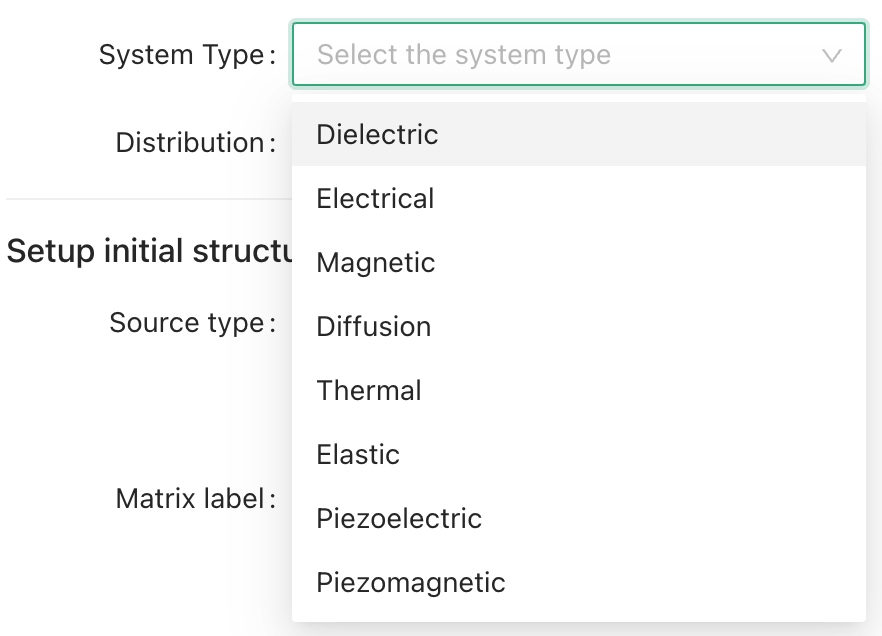 System Type: Select the system type
Distribution: Dielectric
Electrical
Setup initial structu Magnetic
Source type: Diffusion
Thermal
Elastic
Matrix label: Piezoelectric
Piezomagnetic